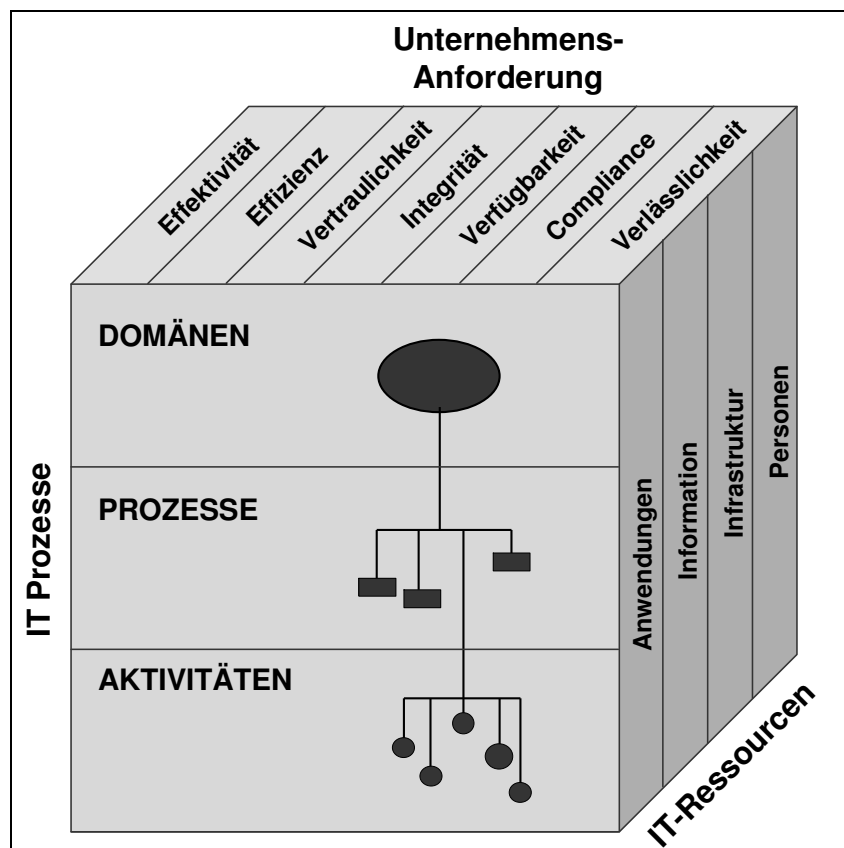 Unternehmens-
Anforderung
Effektivität
Effizienz
Vertraulichkeit
Integrität
Verfügbarkeit
Compliance
Verlässlichkeit
IT Prozesse
DOMÄNEN
PROZESSE
AKTIVITÄTEN
Anwendungen
Information
Infrastruktur
Personen
IT-Ressourcen